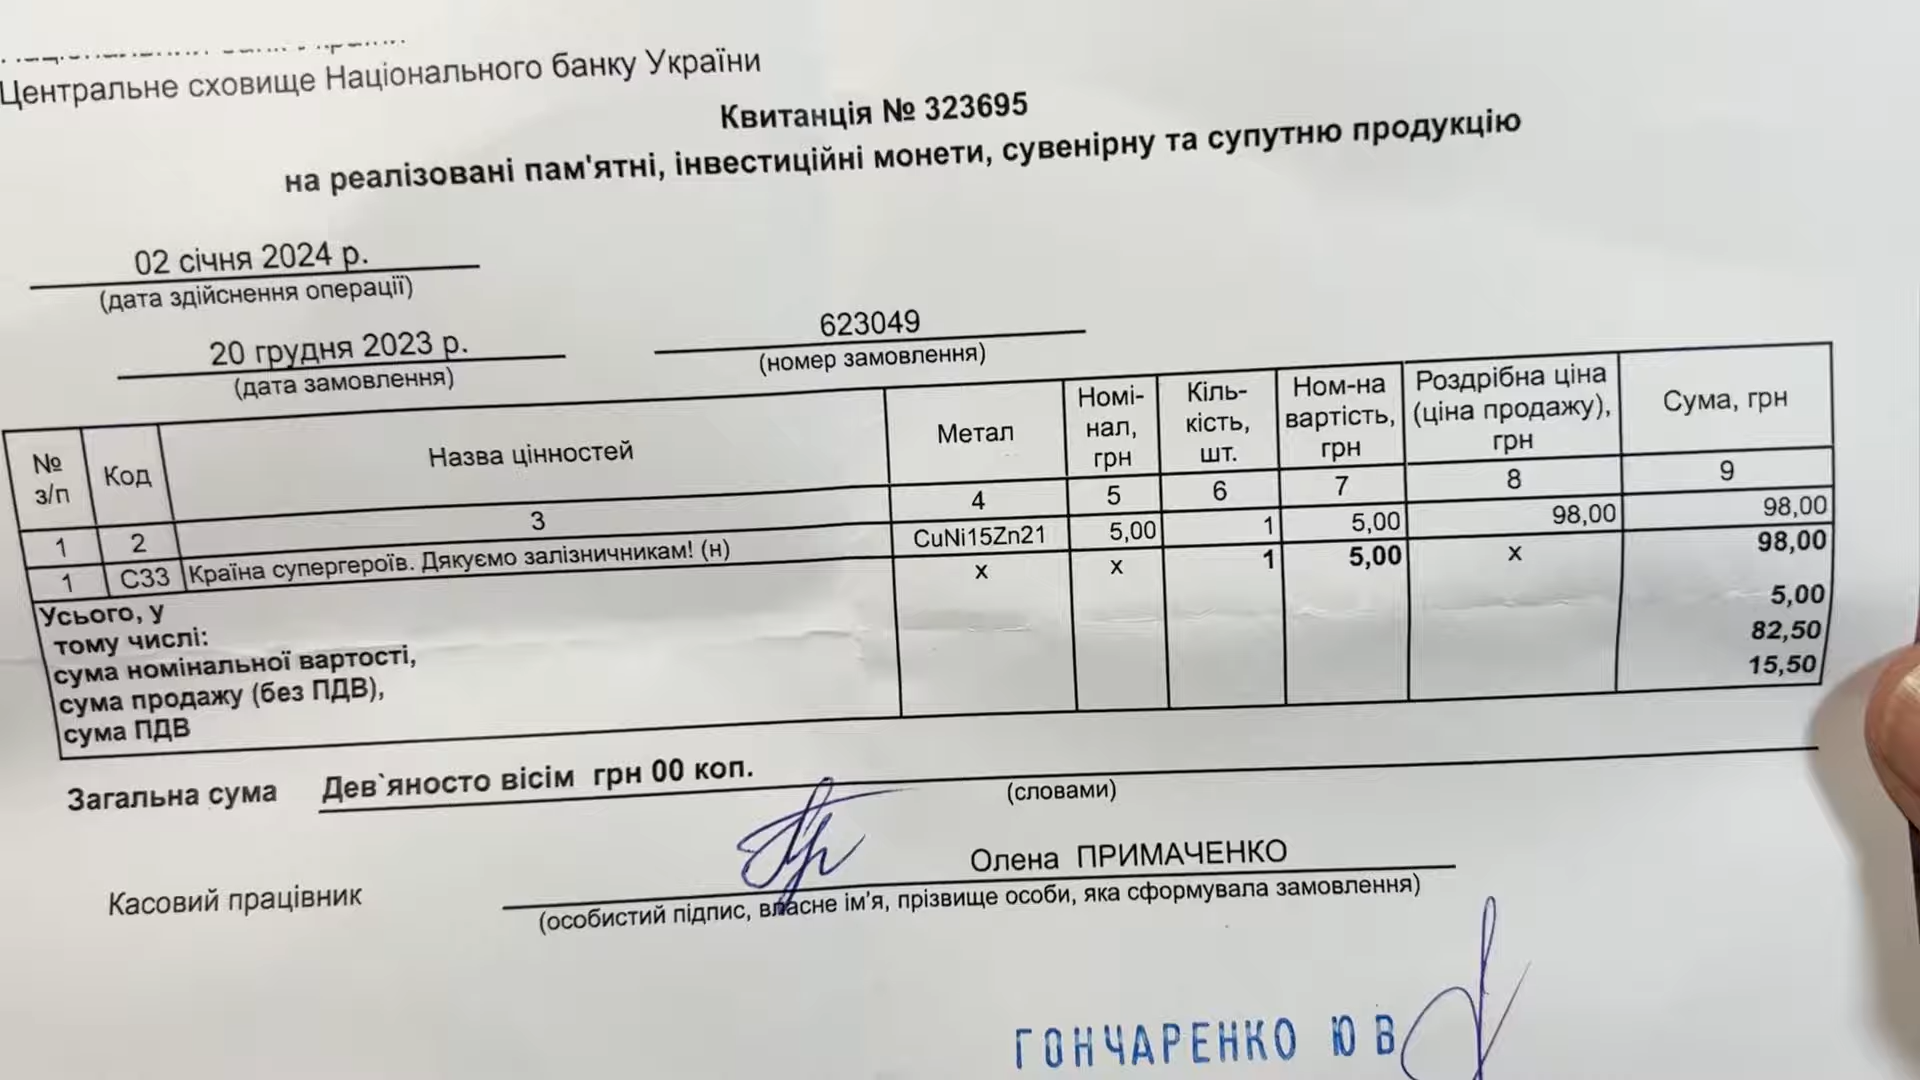 Національний банк України
Центральне сховище Національного банку України
Квитанція № 323695
на реалізовані пам'ятні, інвестиційні монети, сувенірну та супутню продукцію
02 січня 2024 р.
(дата здійснення операції)
20 грудня 2023 р.
(дата замовлення)
623049
(номер замовлення)
№ з/п Код Назва цінностей Метал Номі-нал, грн Кіль-кість, шт. Ном-на вартість, грн Роздрібна ціна (ціна продажу), грн Сума, грн
1 2 3 4 5 6 7 8 9
1 С33 Країна супергероїв. Дякуємо залізничникам! (н) CuNi15Zn21 5,00 1 5,00 98,00 98,00
Усього, у x x 1 5,00 x 98,00
тому числі:
сума номінальної вартості, 5,00
сума продажу (без ПДВ), 82,50
сума ПДВ 15,50
Загальна сума Дев`яносто вісім грн 00 коп.
(словами)
Касовий працівник Олена ПРИМАЧЕНКО
(особистий підпис, власне ім'я, прізвище особи, яка сформувала замовлення)
ГОНЧАРЕНКО Ю В